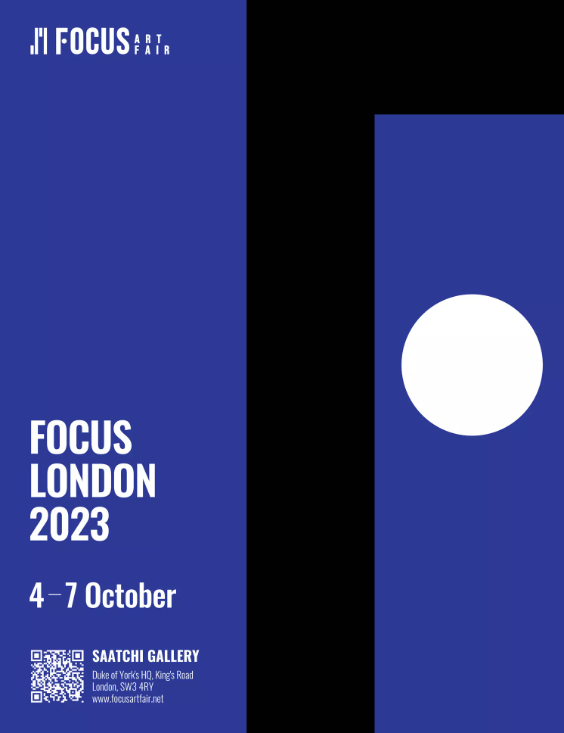 FOCUS ART FAIR
FOCUS
LONDON
2023
4–7 October
SAATCHI GALLERY
Duke of York's HQ, King's Road
London, SW3 4RY
www.focusartfair.net